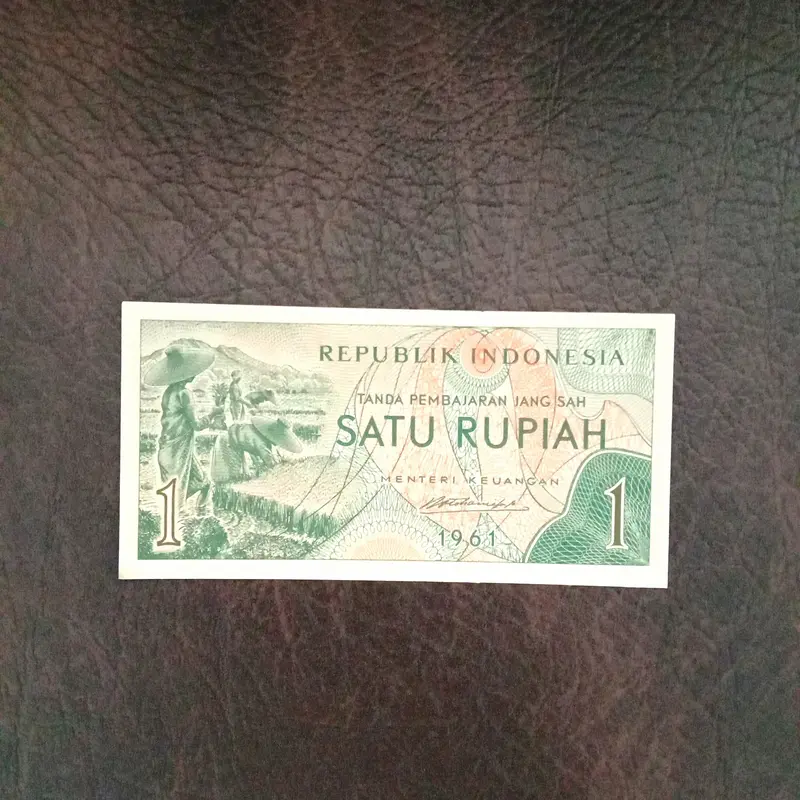 REPUBLIK INDONESIA
TANDA PEMBAJARAN JANG SAH
SATU RUPIAH
MENTERI KEUANGAN
1961
1
1